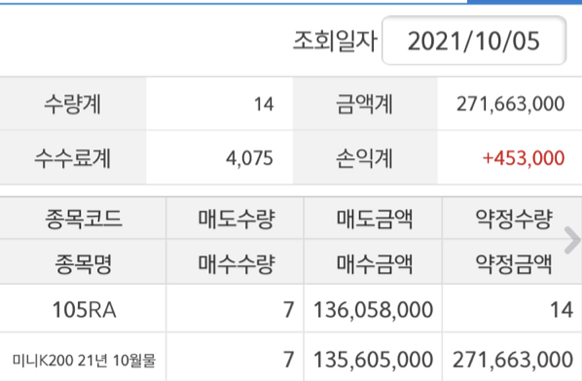 조회일자 2021/10/05
수량계 14 금액계 271,663,000
수수료계 4,075 손익계 +453,000
종목코드 매도수량 매도금액 약정수량
종목명 매수수량 매수금액 약정금액
105RA 7 136,058,000 14
미니K200 21년 10월물 7 135,605,000 271,663,000